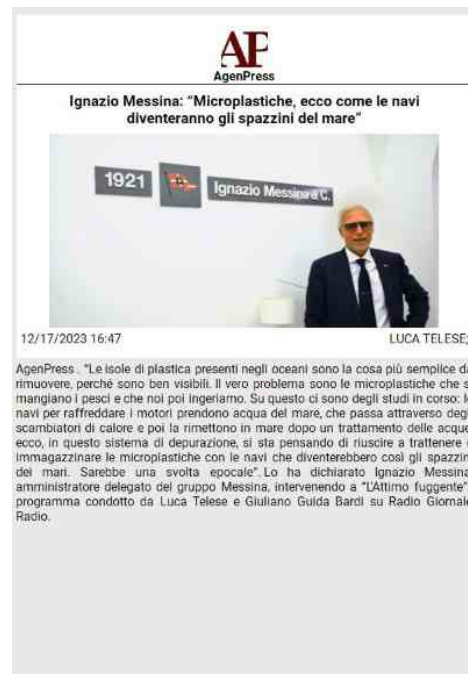 AP
AgenPress
Ignazio Messina: “Microplastiche, ecco come le navi
diventeranno gli spazzini del mare”
1921
Ignazio Messina & C.
12/17/2023 16:47
LUCA TELESE;
AgenPress . “Le isole di plastica presenti negli oceani sono la cosa più semplice da
rimuovere, perché sono ben visibili. Il vero problema sono le microplastiche che s
mangiano i pesci e che noi poi ingeriamo. Su questo ci sono degli studi in corso: l
navi per raffreddare i motori prendono acqua del mare, che passa attraverso degl
scambiatori di calore e poi la rimettono in mare dopo un trattamento delle acque
ecco, in questo sistema di depurazione, si sta pensando di riuscire a trattenere e
immagazzinare le microplastiche con le navi che diventerebbero così gli spazzin
dei mari. Sarebbe una svolta epocale”. Lo ha dichiarato Ignazio Messina
amministratore delegato del gruppo Messina, intervenendo a “L’Attimo fuggente”
programma condotto da Luca Telese e Giuliano Guida Bardi su Radio Giornale
Radio.